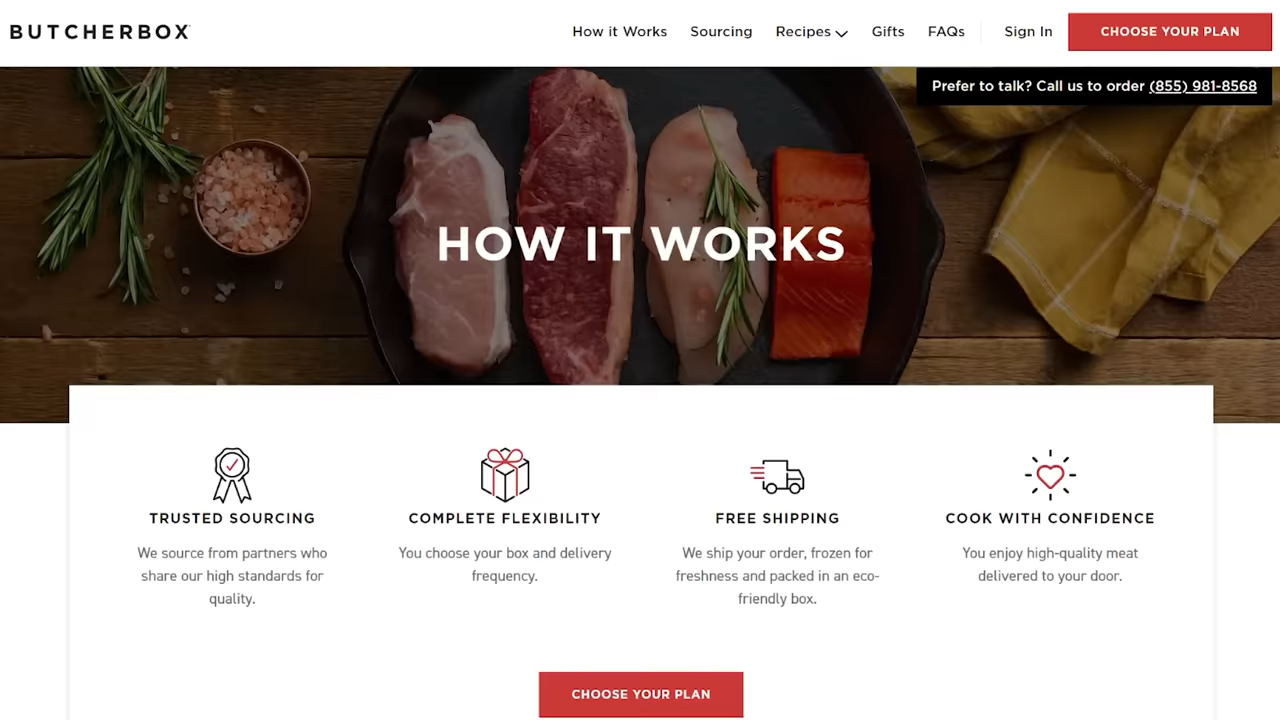 BUTCHERBOX
How it Works Sourcing Recipes Gifts FAQs Sign In CHOOSE YOUR PLAN
Prefer to talk? Call us to order (855) 981-8568
HOW IT WORKS
TRUSTED SOURCING
We source from partners who
share our high standards for
quality.
COMPLETE FLEXIBILITY
You choose your box and delivery
frequency.
FREE SHIPPING
We ship your order, frozen for
freshness and packed in an eco-
friendly box.
COOK WITH CONFIDENCE
You enjoy high-quality meat
delivered to your door.
CHOOSE YOUR PLAN